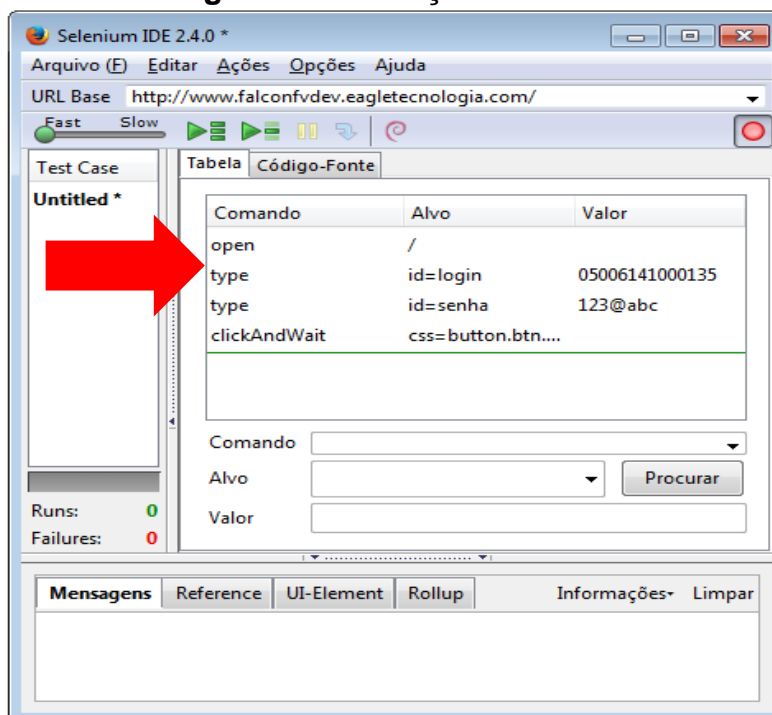 Selenium IDE 2.4.0 *
Arquivo (F) Editar Ações Opções Ajuda
URL Base http://www.falconfvdev.eagletecnologia.com/
Fast Slow
Test Case
Untitled *
Runs: 0
Failures: 0
Tabela Código-Fonte
Comando Alvo Valor
open /
type id=login 05006141000135
type id=senha 123@abc
clickAndWait css=button.btn....
Comando
Alvo Procurar
Valor
Mensagens Reference UI-Element Rollup Informações Limpar